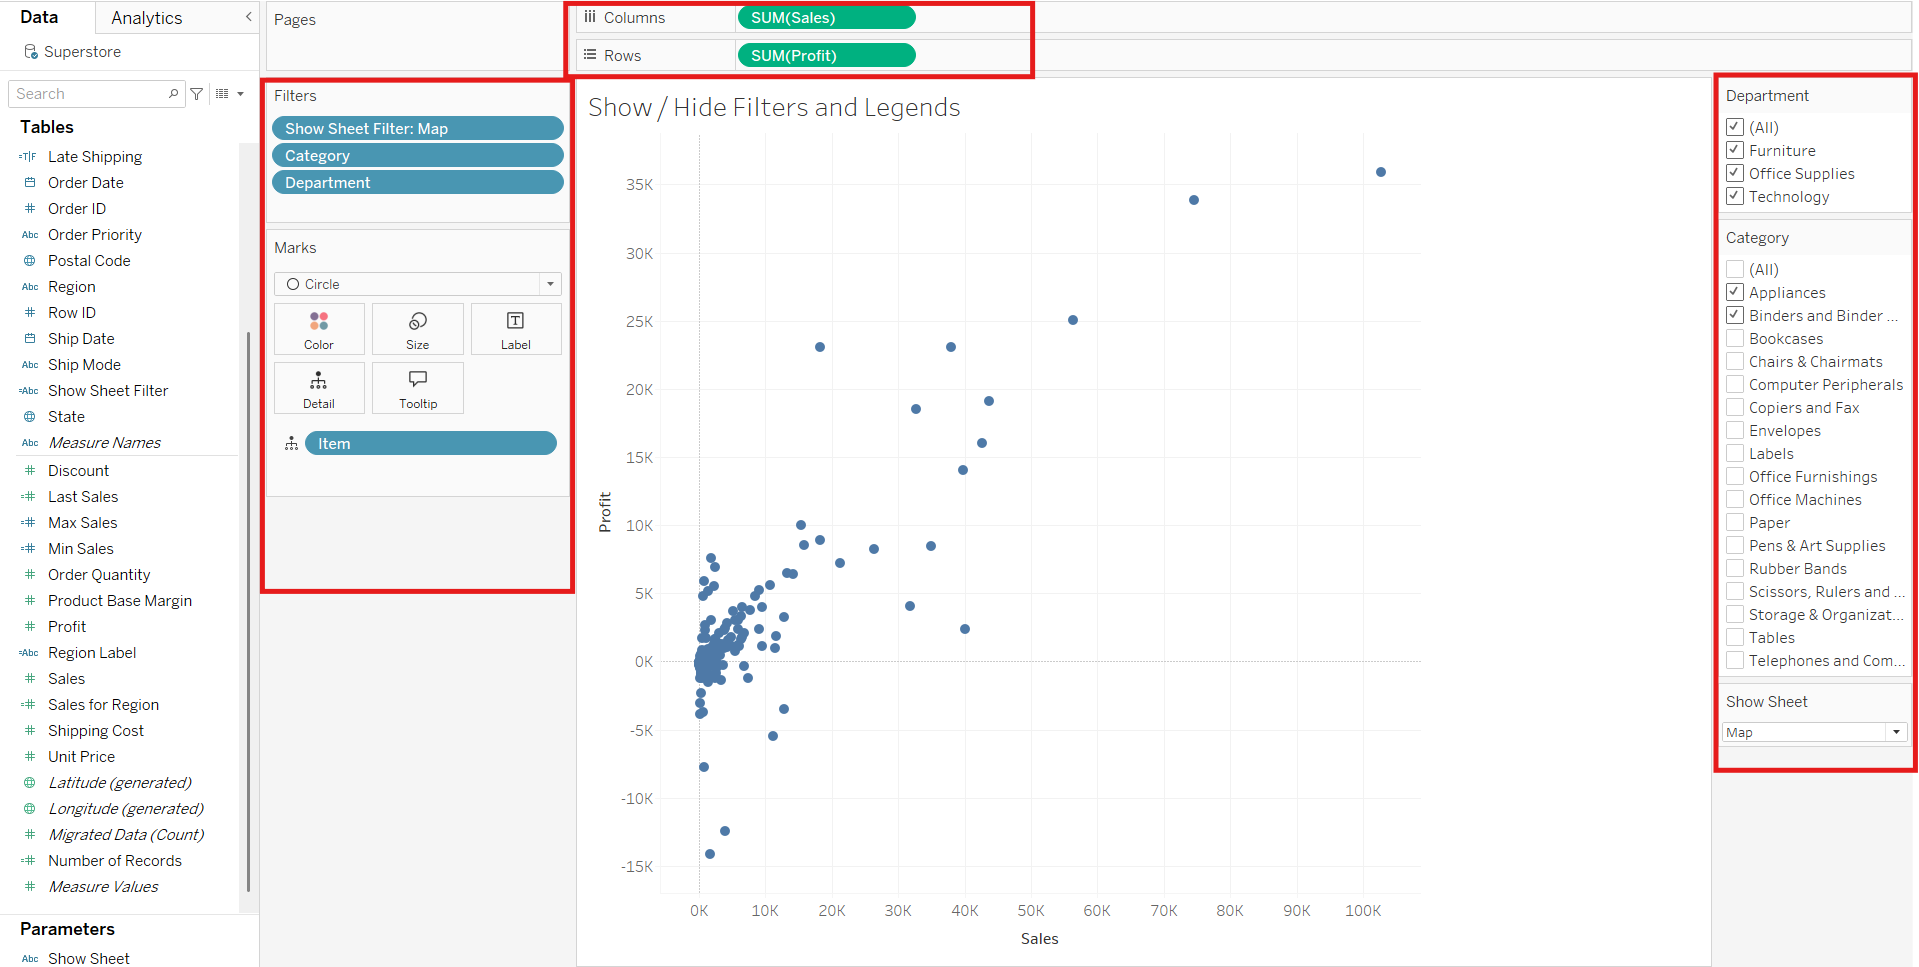 Data
Analytics
Superstore
Search
Tables
Late Shipping
Order Date
Order ID
Abc Order Priority
Postal Code
Abc Region
Row ID
Ship Date
Abc Ship Mode
=Abc Show Sheet Filter
State
Abc Measure Names
Discount
Last Sales
Max Sales
Min Sales
Order Quantity
Product Base Margin
Profit
=Abc Region Label
Sales
Sales for Region
Shipping Cost
Unit Price
Latitude (generated)
Longitude (generated)
Migrated Data (Count)
Number of Records
Measure Values
Parameters
Abc Show Sheet
Pages
Columns
SUM(Sales)
Rows
SUM(Profit)
Filters
Show Sheet Filter: Map
Category
Department
Marks
Circle
Color
Size
Label
Detail
Tooltip
Item
Show / Hide Filters and Legends
Profit
35K
30K
25K
20K
15K
10K
5K
0K
-5K
-10K
-15K
0K 10K 20K 30K 40K 50K 60K 70K 80K 90K 100K
Sales
Department
(All)
Furniture
Office Supplies
Technology
Category
(All)
Appliances
Binders and Binder ...
Bookcases
Chairs & Chairmats
Computer Peripherals
Copiers and Fax
Envelopes
Labels
Office Furnishings
Office Machines
Paper
Pens & Art Supplies
Rubber Bands
Scissors, Rulers and ...
Storage & Organizat...
Tables
Telephones and Com...
Show Sheet
Map